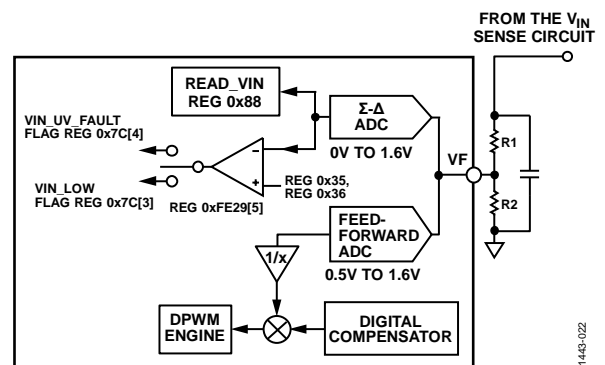 FROM THE VIN
SENSE CIRCUIT
READ_VIN
REG 0x88
VIN_UV_FAULT
FLAG REG 0x7C[4]
Σ-Δ
ADC
0V TO 1.6V
VF
R1
R2
−
+
REG 0x35,
REG 0x36
VIN_LOW
FLAG REG 0x7C[3]
REG 0xFE29[5]
FEED-
FORWARD
ADC
0.5V TO 1.6V
1/x
DPWM
ENGINE
DIGITAL
COMPENSATOR
1443-022